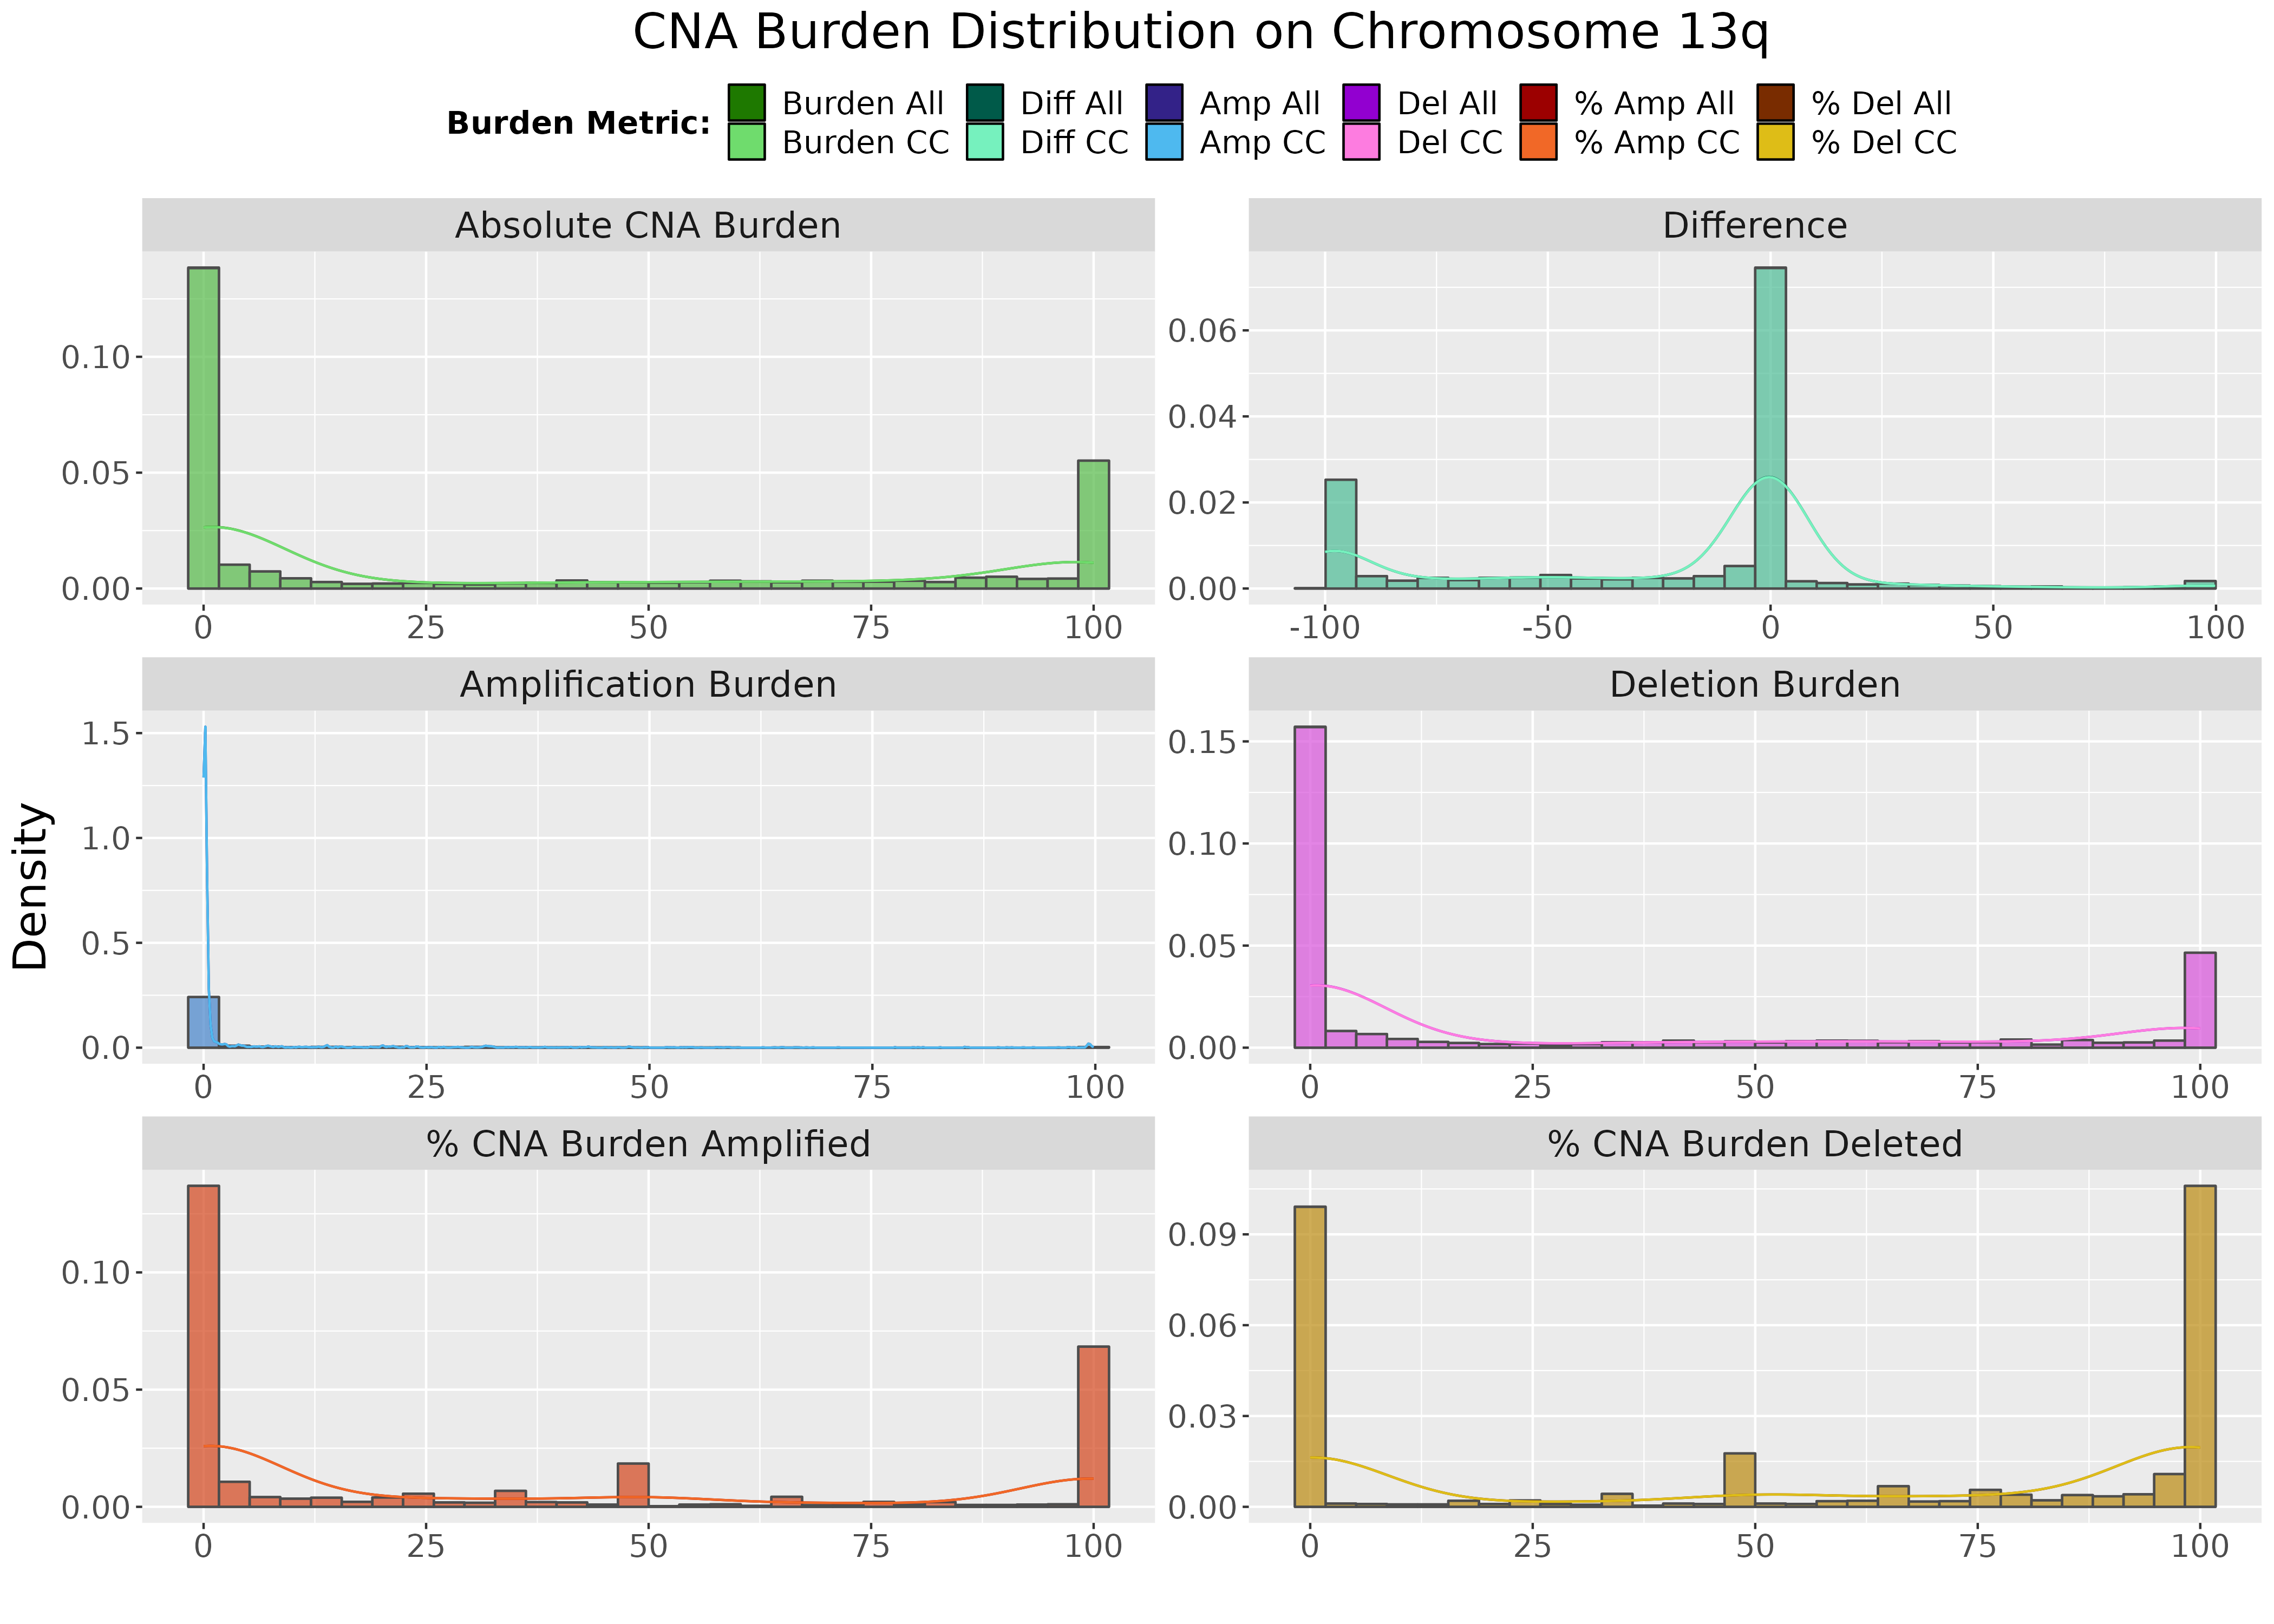 CNA Burden Distribution on Chromosome 13q
Burden Metric:
Burden All Diff All Amp All Del All % Amp All % Del All
Burden CC Diff CC Amp CC Del CC % Amp CC % Del CC
Absolute CNA Burden
0.10
0.05
0.00
0 25 50 75 100
Difference
0.06
0.04
0.02
0.00
-100 -50 0 50 100
Density
Amplification Burden
1.5
1.0
0.5
0.0
0 25 50 75 100
Deletion Burden
0.15
0.10
0.05
0.00
0 25 50 75 100
% CNA Burden Amplified
0.10
0.05
0.00
0 25 50 75 100
% CNA Burden Deleted
0.09
0.06
0.03
0.00
0 25 50 75 100